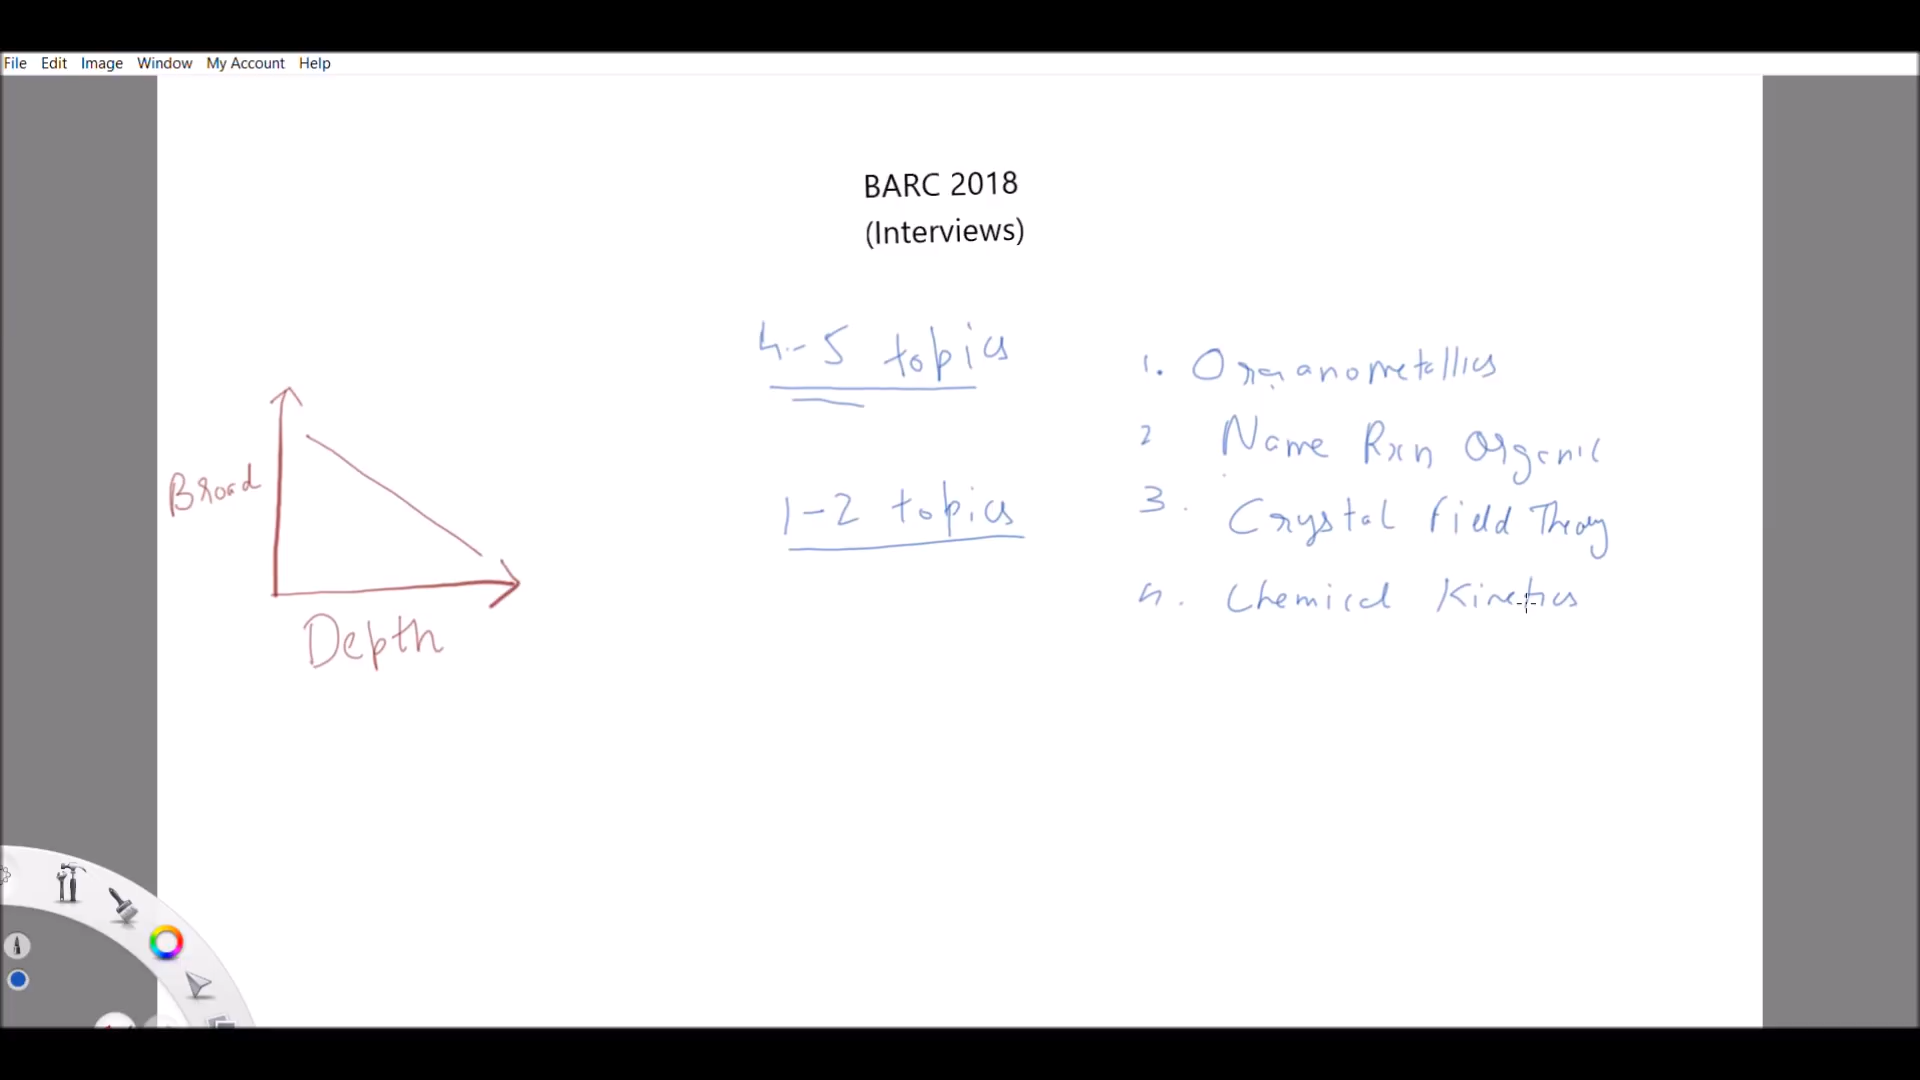 File Edit Image Window My Account Help
BARC 2018
(Interviews)
4-5 topics
1-2 topics
Broad
Depth
1. Organometallics
2 Name Rxn Organic
3. Crystal Field Theory
4. Chemical Kinetics